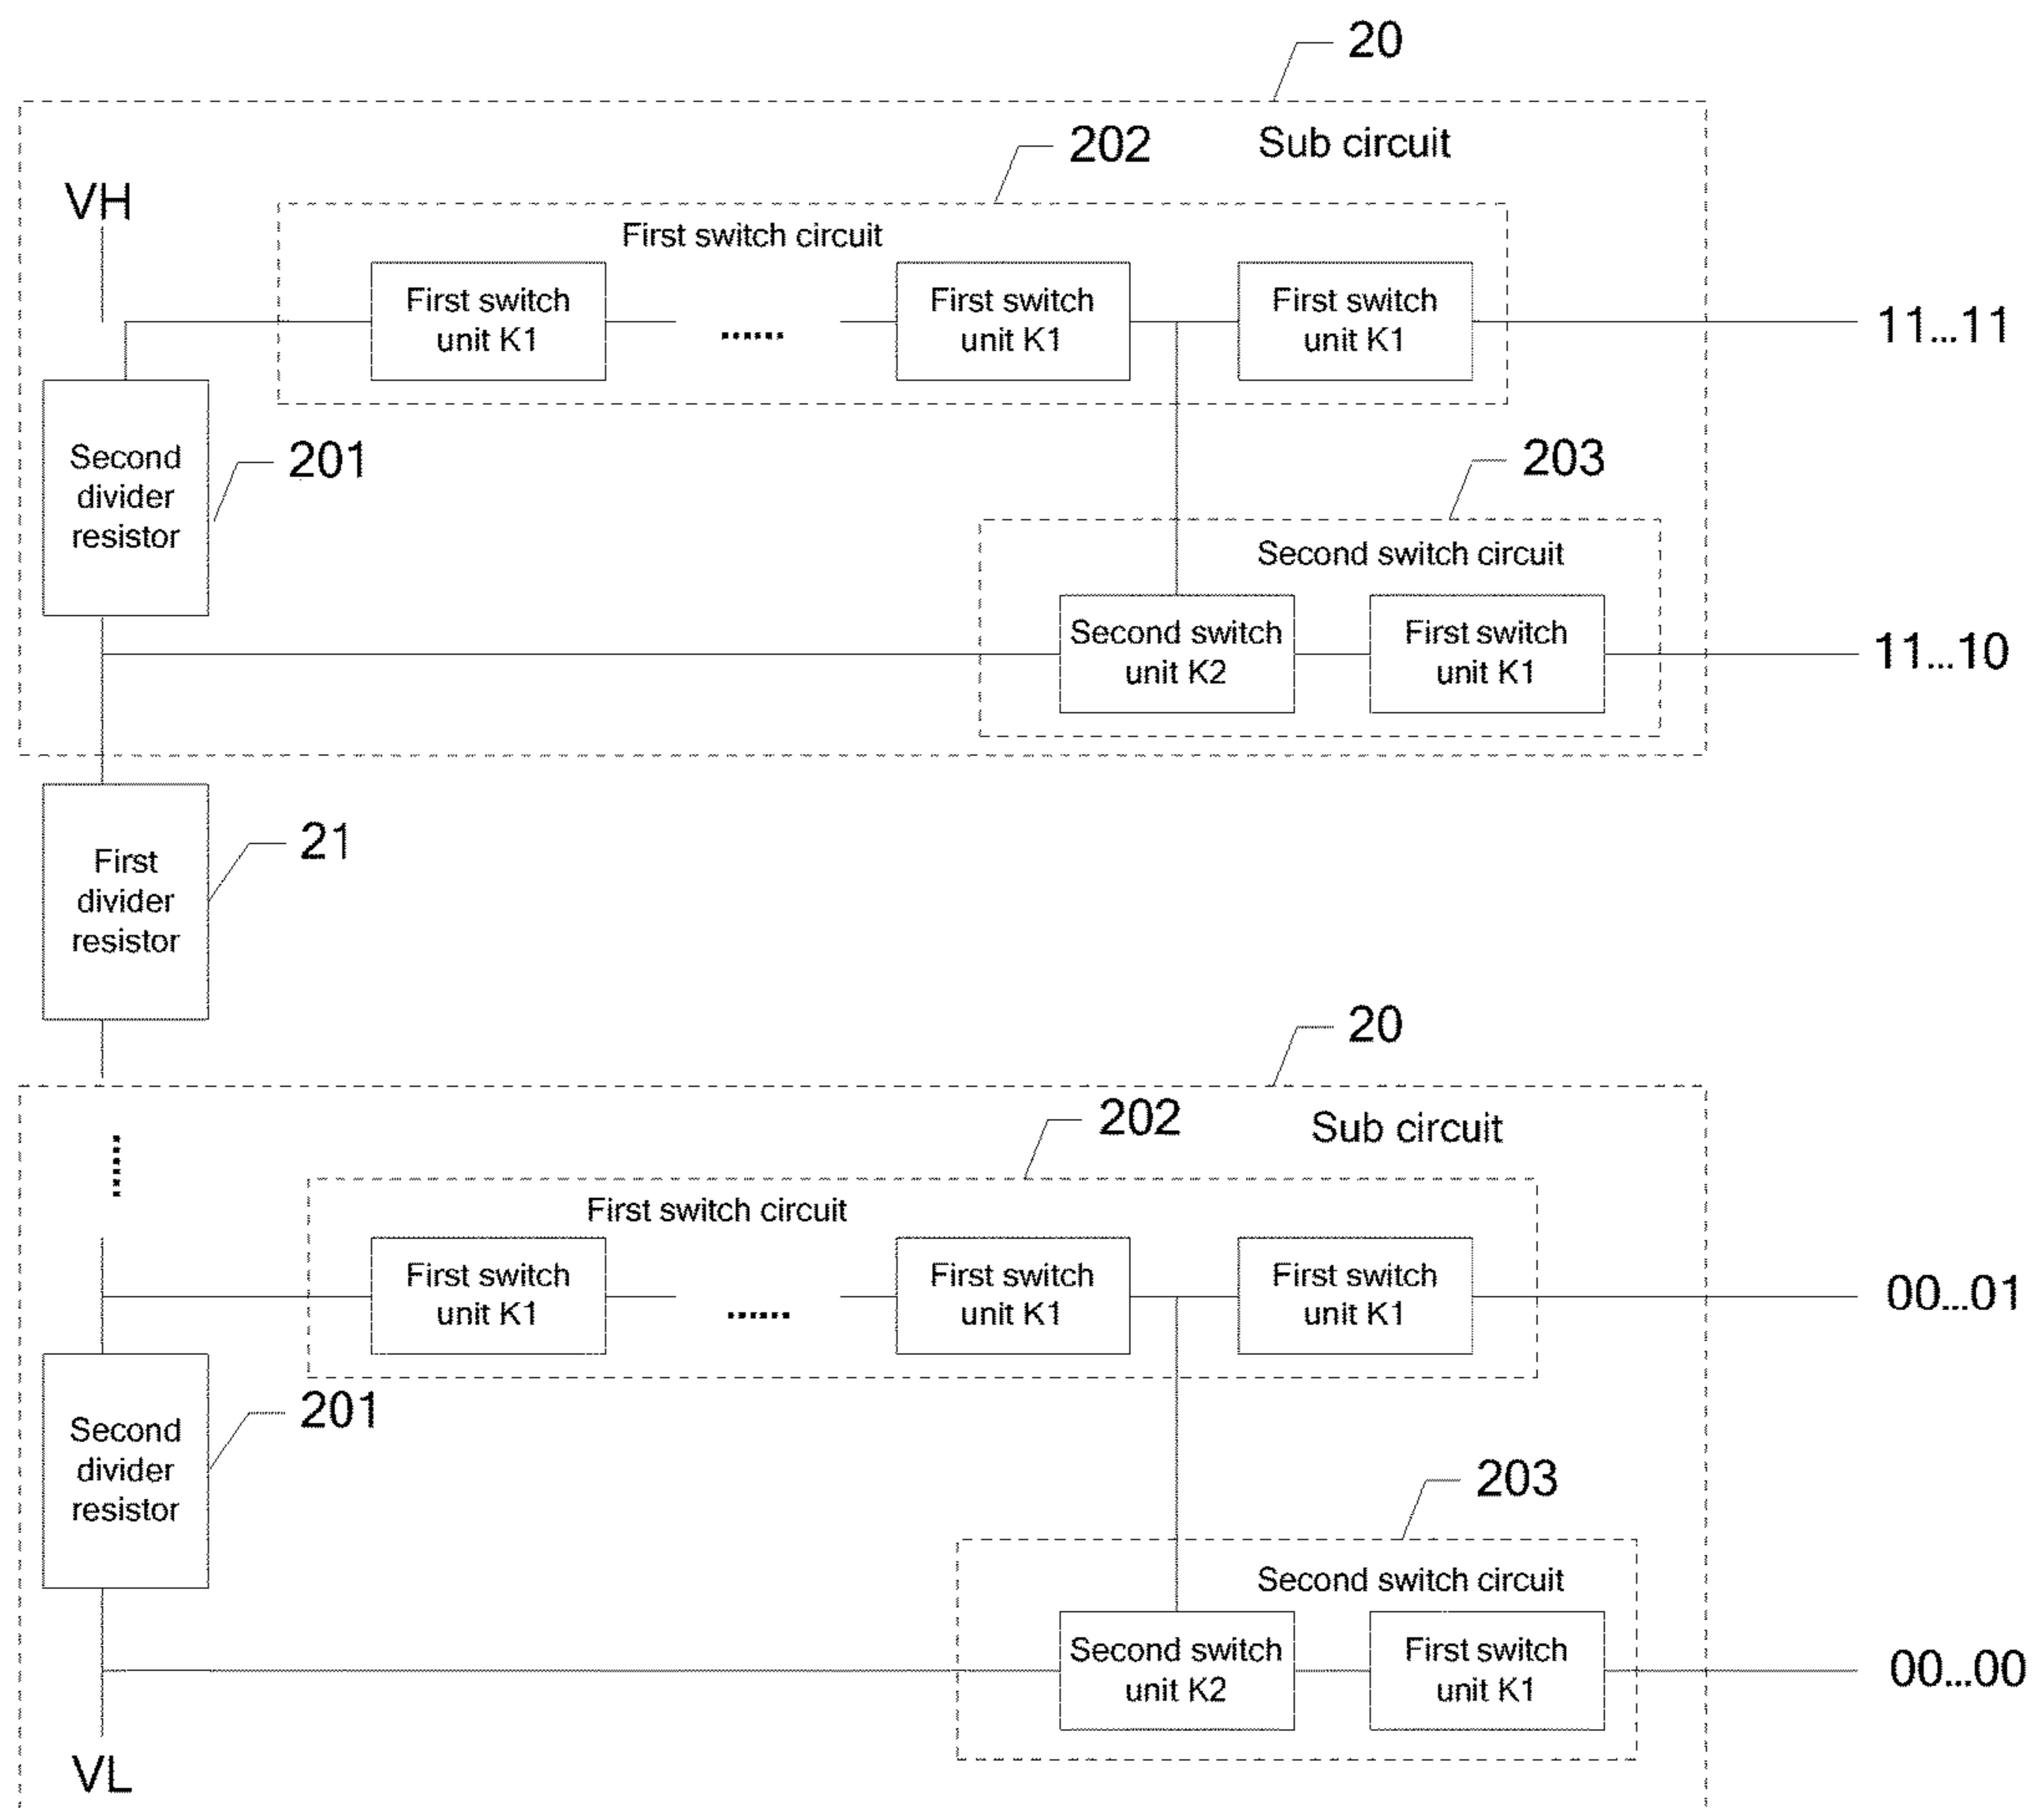 20
202
Sub circuit
VH
First switch circuit
First switch
unit K1
......
First switch
unit K1
First switch
unit K1
11...11
Second
divider
resistor
201
203
Second switch circuit
Second switch
unit K2
First switch
unit K1
11...10
First
divider
resistor
21
20
202
Sub circuit
......
First switch circuit
First switch
unit K1
......
First switch
unit K1
First switch
unit K1
00...01
Second
divider
resistor
201
203
Second switch circuit
Second switch
unit K2
First switch
unit K1
00...00
VL